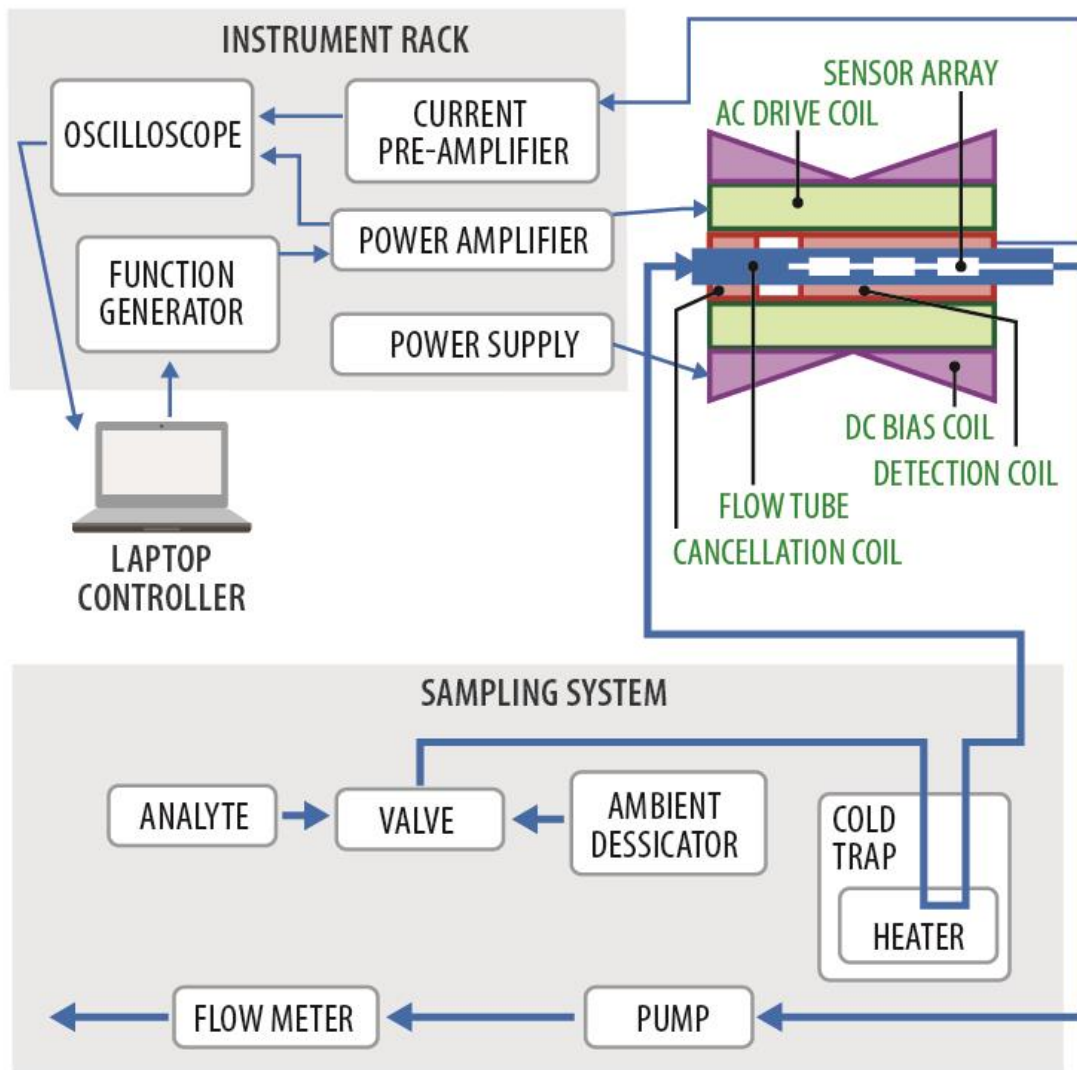 INSTRUMENT RACK
OSCILLOSCOPE
CURRENT
PRE-AMPLIFIER
POWER AMPLIFIER
FUNCTION
GENERATOR
POWER SUPPLY
LAPTOP
CONTROLLER
SENSOR ARRAY
AC DRIVE COIL
DC BIAS COIL
DETECTION COIL
FLOW TUBE
CANCELLATION COIL
SAMPLING SYSTEM
ANALYTE
VALVE
AMBIENT
DESSICATOR
COLD
TRAP
HEATER
FLOW METER
PUMP